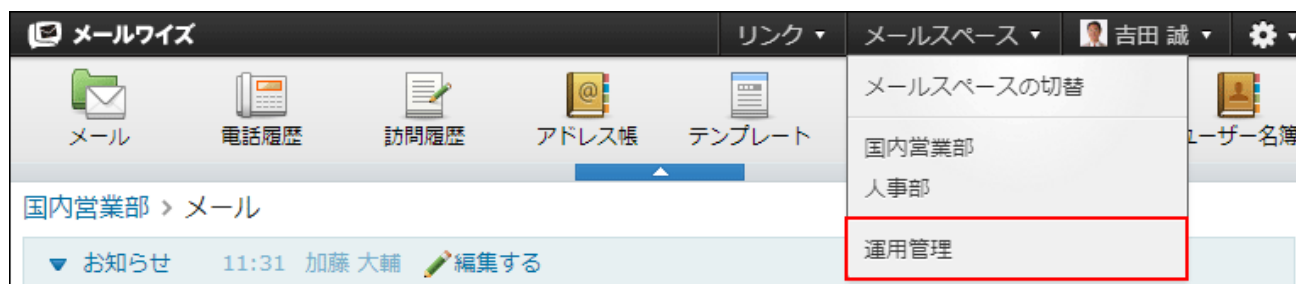 メールワイズ リンク メールスペース 吉田 誠
メールスペースの切替
メール 電話履歴 訪問履歴 アドレス帳 テンプレート ユーザー名簿
国内営業部
人事部
国内営業部 > メール
運用管理
お知らせ 11:31 加藤 大輔 編集する